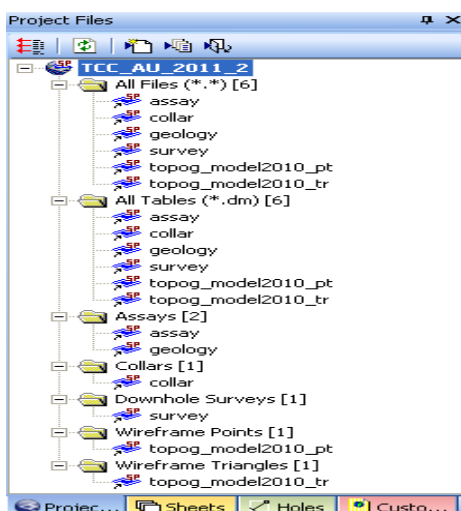 Project Files
TCC_AU_2011_2
All Files (*.*) [6]
assay
collar
geology
survey
topog_model2010_pt
topog_model2010_tr
All Tables (*.dm) [6]
assay
collar
geology
survey
topog_model2010_pt
topog_model2010_tr
Assays [2]
assay
geology
Collars [1]
collar
Downhole Surveys [1]
survey
Wireframe Points [1]
topog_model2010_pt
Wireframe Triangles [1]
topog_model2010_tr
Projec... Sheets Holes Custo...